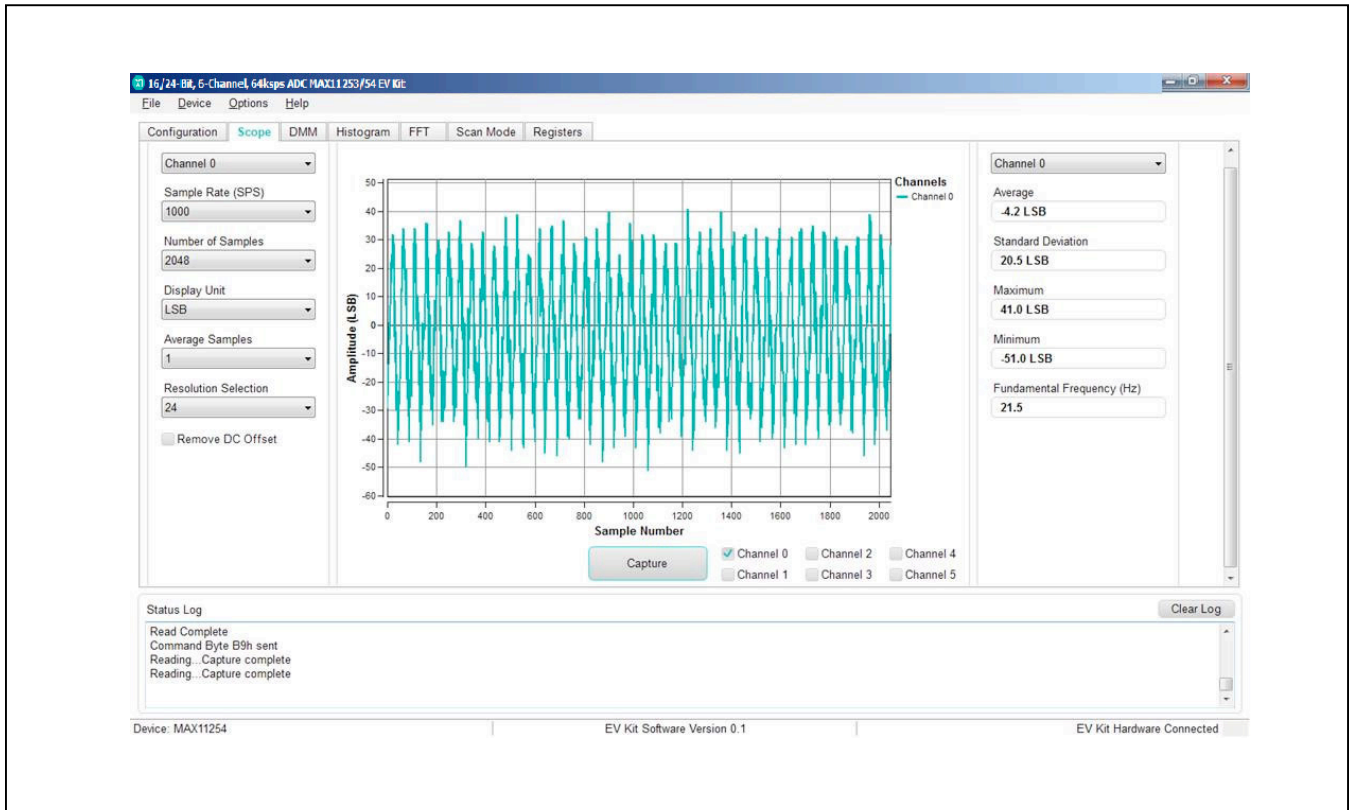 16/24-Bit, 6-Channel, 64ksps ADC MAX11253/54 EV Kit
File Device Options Help
Configuration Scope DMM Histogram FFT Scan Mode Registers
Channel 0
Sample Rate (SPS)
1000
Number of Samples
2048
Display Unit
LSB
Average Samples
1
Resolution Selection
24
Remove DC Offset
Amplitude (LSB)
50
40
30
20
10
0
-10
-20
-30
-40
-50
-60
0 200 400 600 800 1000 1200 1400 1600 1800 2000
Sample Number
Channels
Channel 0
Capture
Channel 0 Channel 2 Channel 4
Channel 1 Channel 3 Channel 5
Channel 0
Average
-4.2 LSB
Standard Deviation
20.5 LSB
Maximum
41.0 LSB
Minimum
-51.0 LSB
Fundamental Frequency (Hz)
21.5
Status Log
Clear Log
Read Complete
Command Byte B9h sent
Reading...Capture complete
Reading...Capture complete
Device: MAX11254
EV Kit Software Version 0.1
EV Kit Hardware Connected